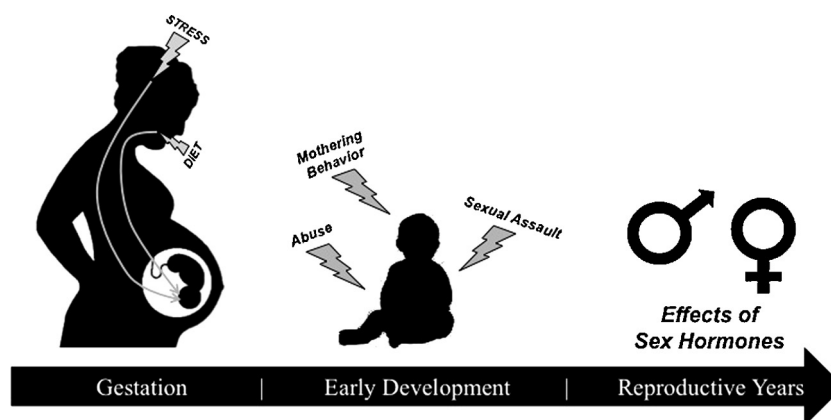 STRESS
DIET
Mothering
Behavior
Abuse
Sexual Assault
Effects of
Sex Hormones
Gestation | Early Development | Reproductive Years